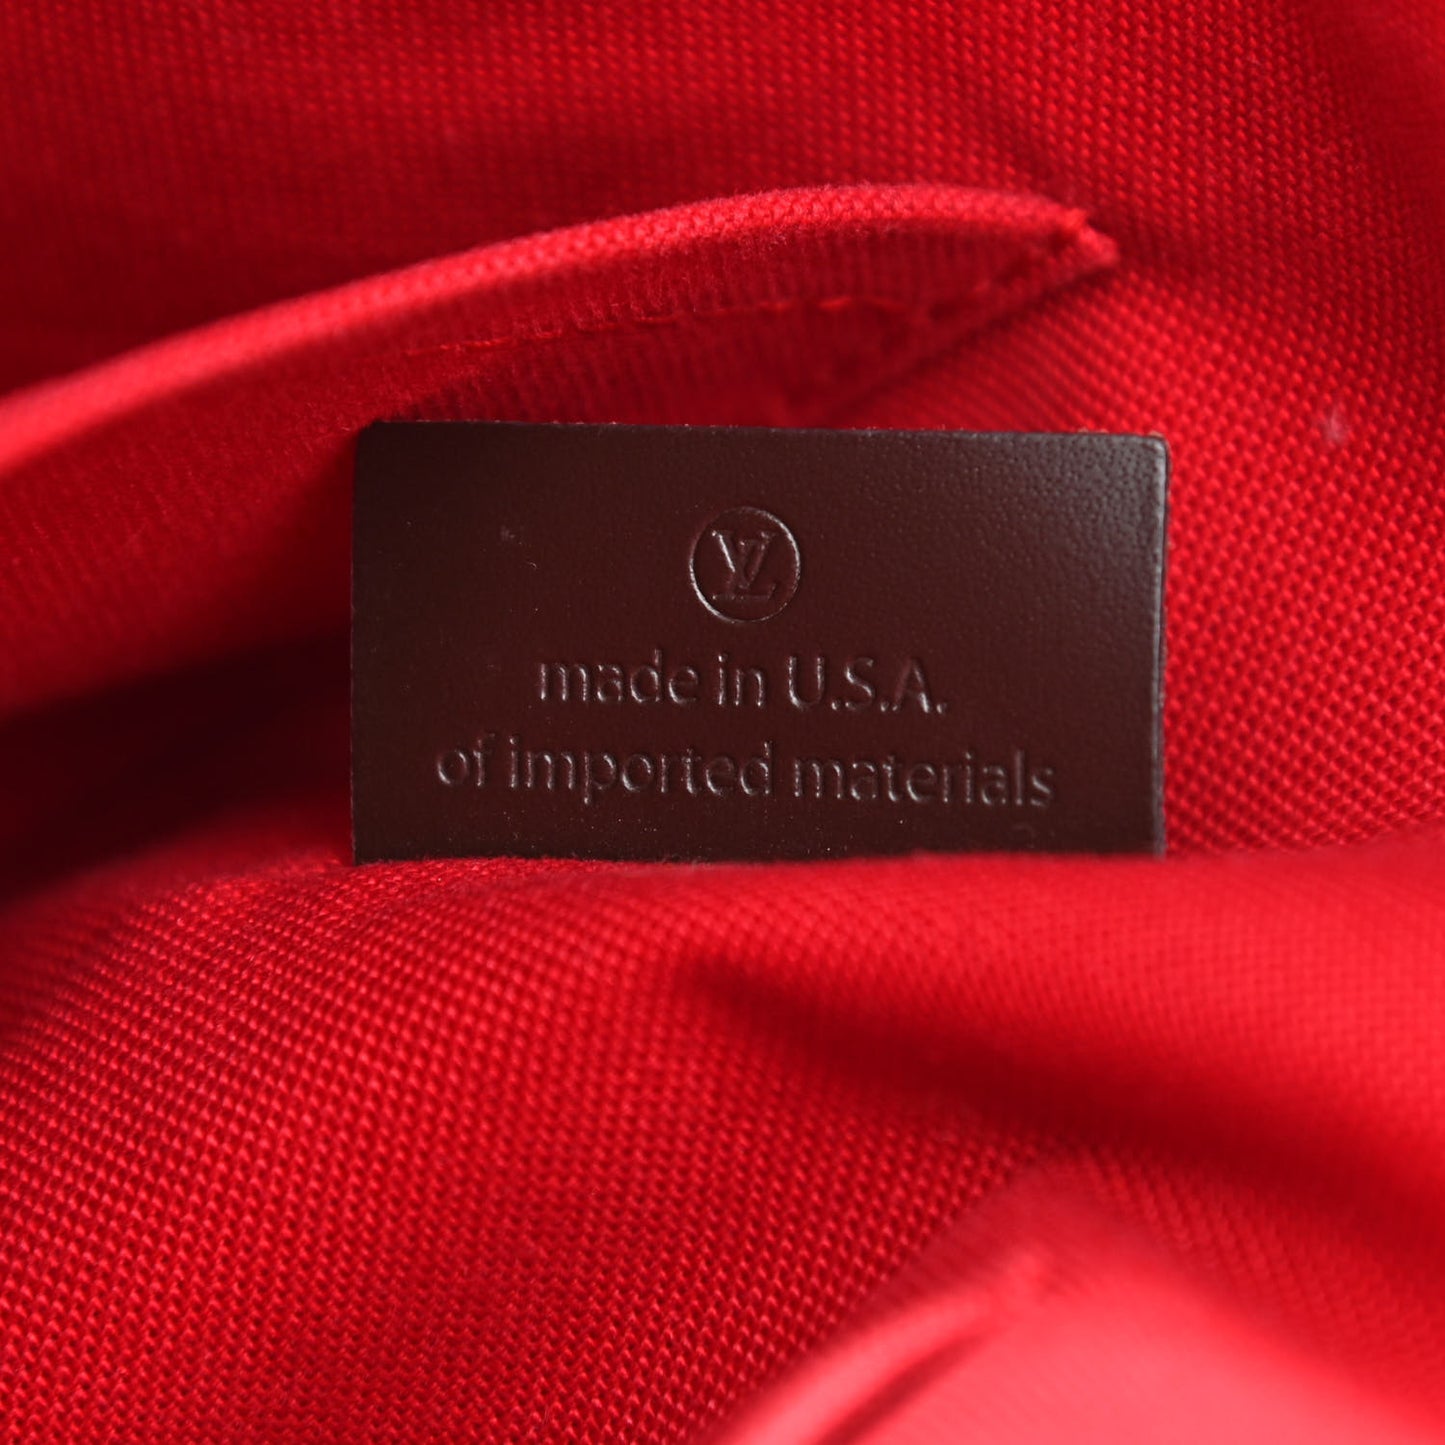 LV
made in U.S.A.
of imported materials